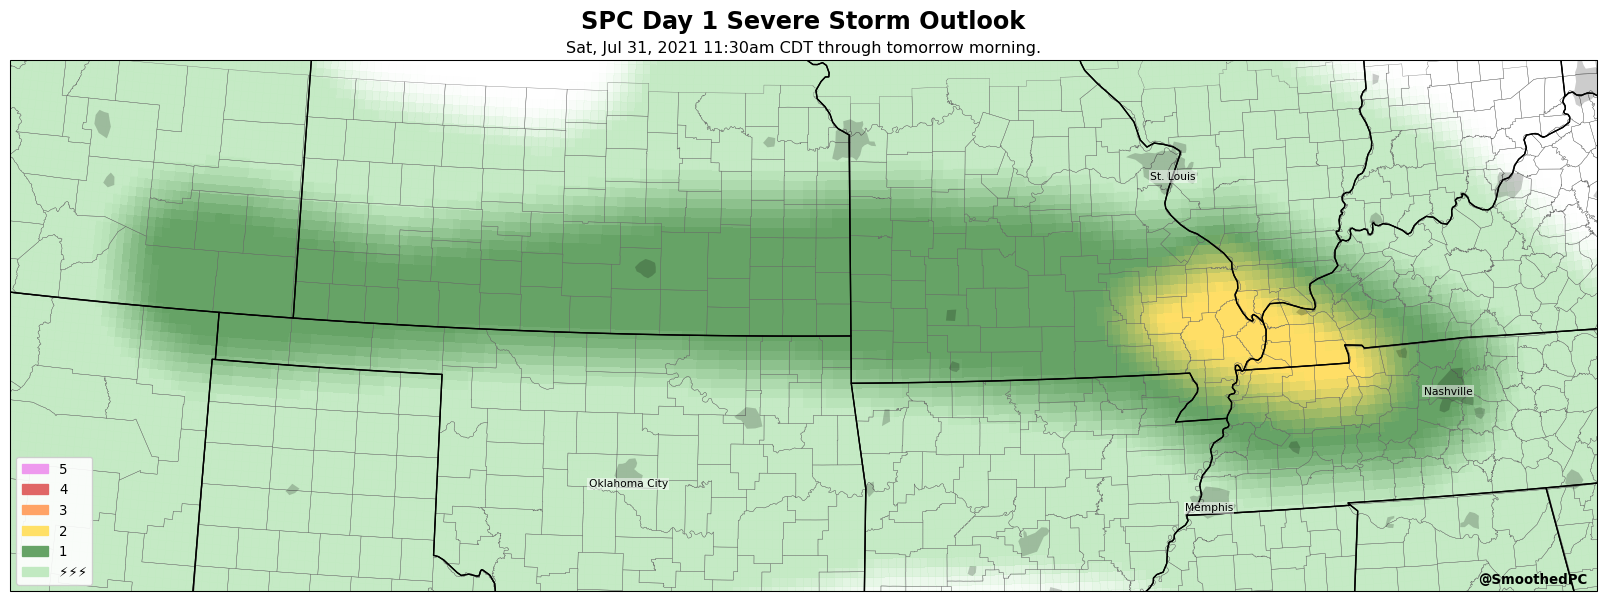 SPC Day 1 Severe Storm Outlook
Sat, Jul 31, 2021 11:30am CDT through tomorrow morning.
St. Louis
Nashville
Oklahoma City
Memphis
5
4
3
2
1
⚡⚡⚡
@SmoothedPC